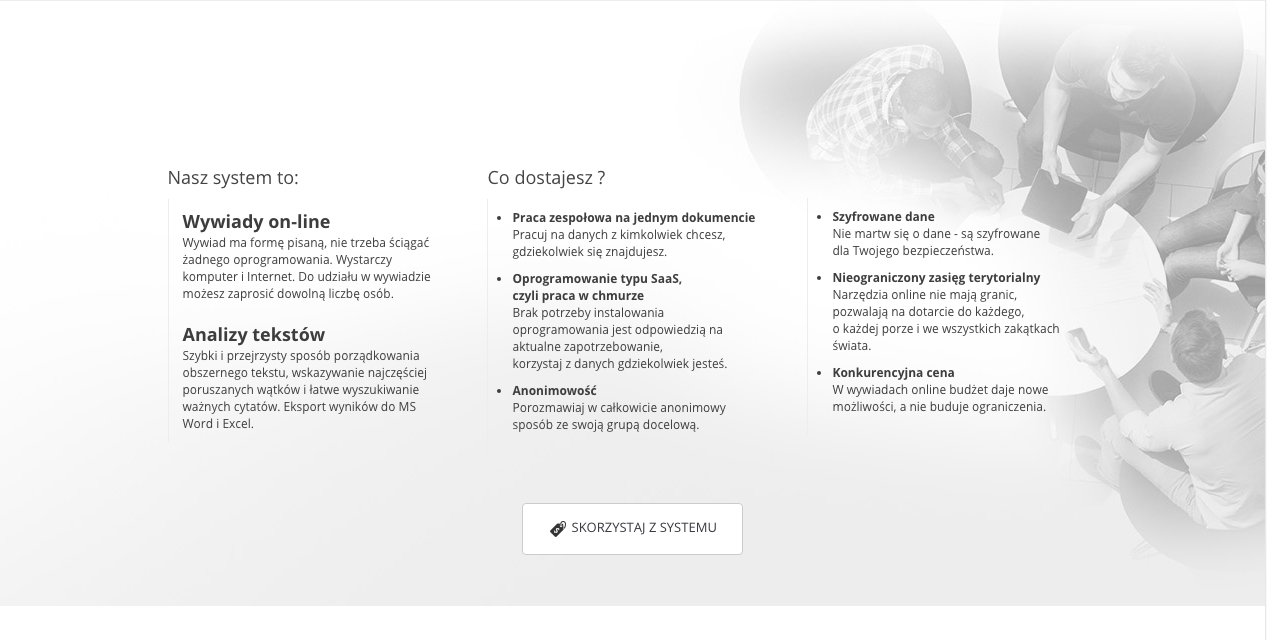 Nasz system to:
Wywiady on-line
Wywiad ma formę pisaną, nie trzeba ściągać
żadnego oprogramowania. Wystarczy
komputer i Internet. Do udziału w wywiadzie
możesz zaprosić dowolną liczbę osób.
Analizy tekstów
Szybki i przejrzysty sposób porządkowania
obszernego tekstu, wskazywanie najczęściej
poruszanych wątków i łatwe wyszukiwanie
ważnych cytatów. Eksport wyników do MS
Word i Excel.
Co dostajesz ?
• Praca zespołowa na jednym dokumencie
Pracuj na danych z kimkolwiek chcesz,
gdziekolwiek się znajdujesz.
• Oprogramowanie typu SaaS,
czyli praca w chmurze
Brak potrzeby instalowania
oprogramowania jest odpowiedzią na
aktualne zapotrzebowanie,
korzystaj z danych gdziekolwiek jesteś.
• Anonimowość
Porozmawiaj w całkowicie anonimowy
sposób ze swoją grupą docelową.
• Szyfrowane dane
Nie martw się o dane - są szyfrowane
dla Twojego bezpieczeństwa.
• Nieograniczony zasięg terytorialny
Narzędzia online nie mają granic,
pozwalają na dotarcie do każdego,
o każdej porze i we wszystkich zakątkach
świata.
• Konkurencyjna cena
W wywiadach online budżet daje nowe
możliwości, a nie buduje ograniczenia.
SKORZYSTAJ Z SYSTEMU